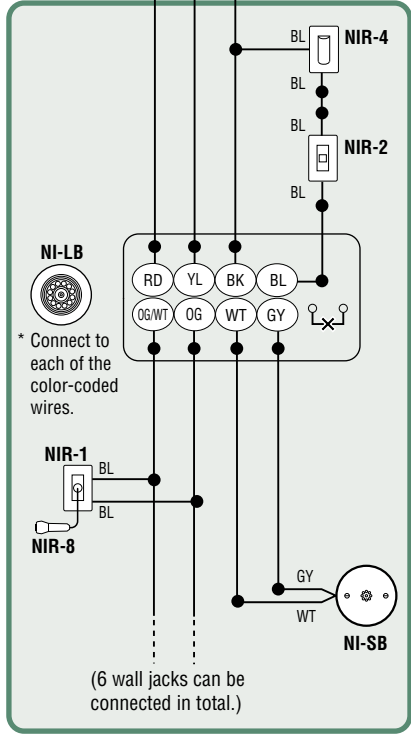 BL
NIR-4
BL
BL
NIR-2
BL
NI-LB
RD YL BK BL
OG/WT OG WT GY
* Connect to
each of the
color-coded
wires.
NIR-1
BL
BL
NIR-8
GY
WT
NI-SB
(6 wall jacks can be
connected in total.)